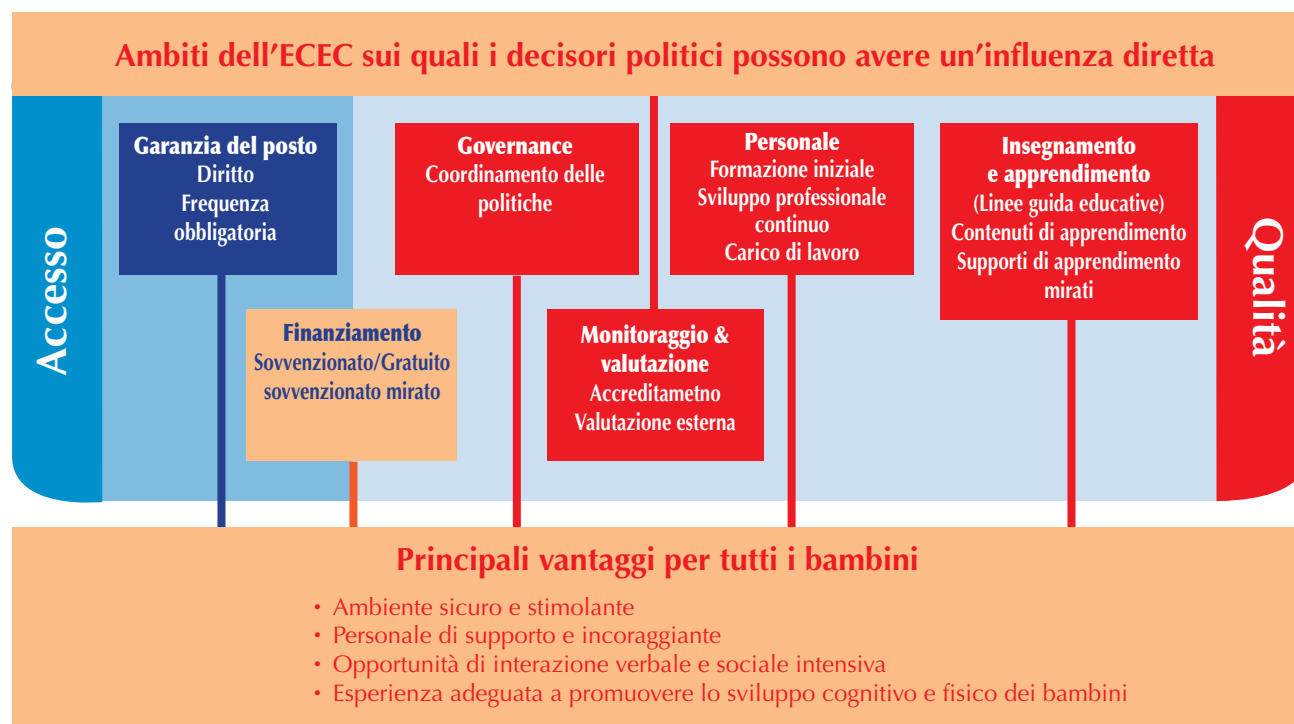 Ambiti dell'ECEC sui quali i decisori politici possono avere un'influenza diretta
Accesso
Garanzia del posto
Diritto
Frequenza
obbligatoria
Finanziamento
Sovvenzionato/Gratuito
sovvenzionato mirato
Governance
Coordinamento delle
politiche
Monitoraggio &
valutazione
Accreditametno
Valutazione esterna
Personale
Formazione iniziale
Sviluppo professionale
continuo
Carico di lavoro
Insegnamento
e apprendimento
(Linee guida educative)
Contenuti di apprendimento
Supporti di apprendimento
mirati
Qualità
Principali vantaggi per tutti i bambini
• Ambiente sicuro e stimolante
• Personale di supporto e incoraggiante
• Opportunità di interazione verbale e sociale intensiva
• Esperienza adeguata a promuovere lo sviluppo cognitivo e fisico dei bambini